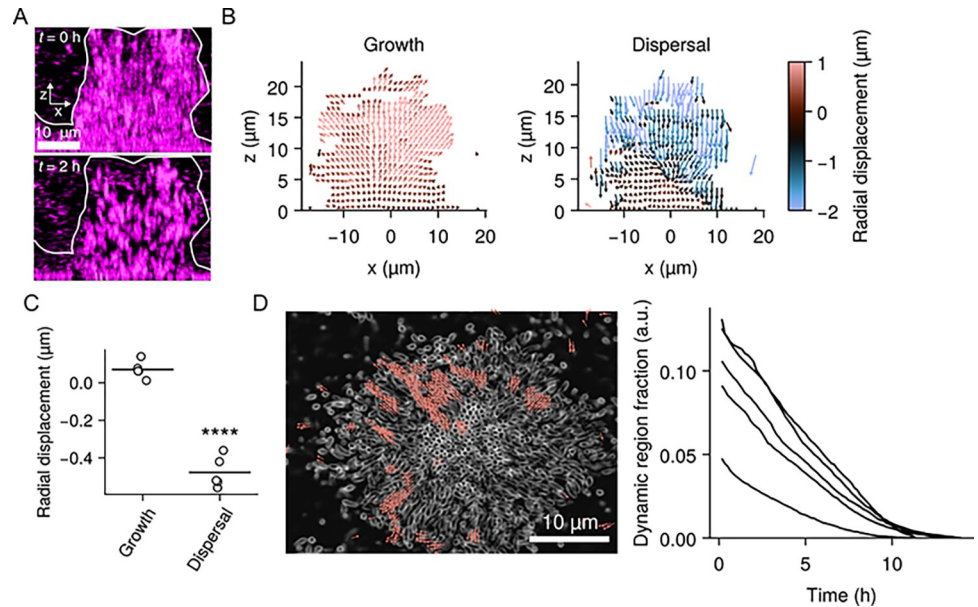 A
t = 0 h
z
x
10 µm
t = 2 h
B
Growth
z (µm)
20
15
10
5
0
−10
0
10
20
x (µm)
Dispersal
z (µm)
20
15
10
5
0
−10
0
10
20
x (µm)
1
0
−1
−2
Radial displacement (µm)
C
Radial displacement (µm)
0.0
−0.2
−0.4
****
Growth
Dispersal
D
10 µm
Dynamic region fraction (a.u.)
0.10
0.05
0.00
0
5
10
Time (h)